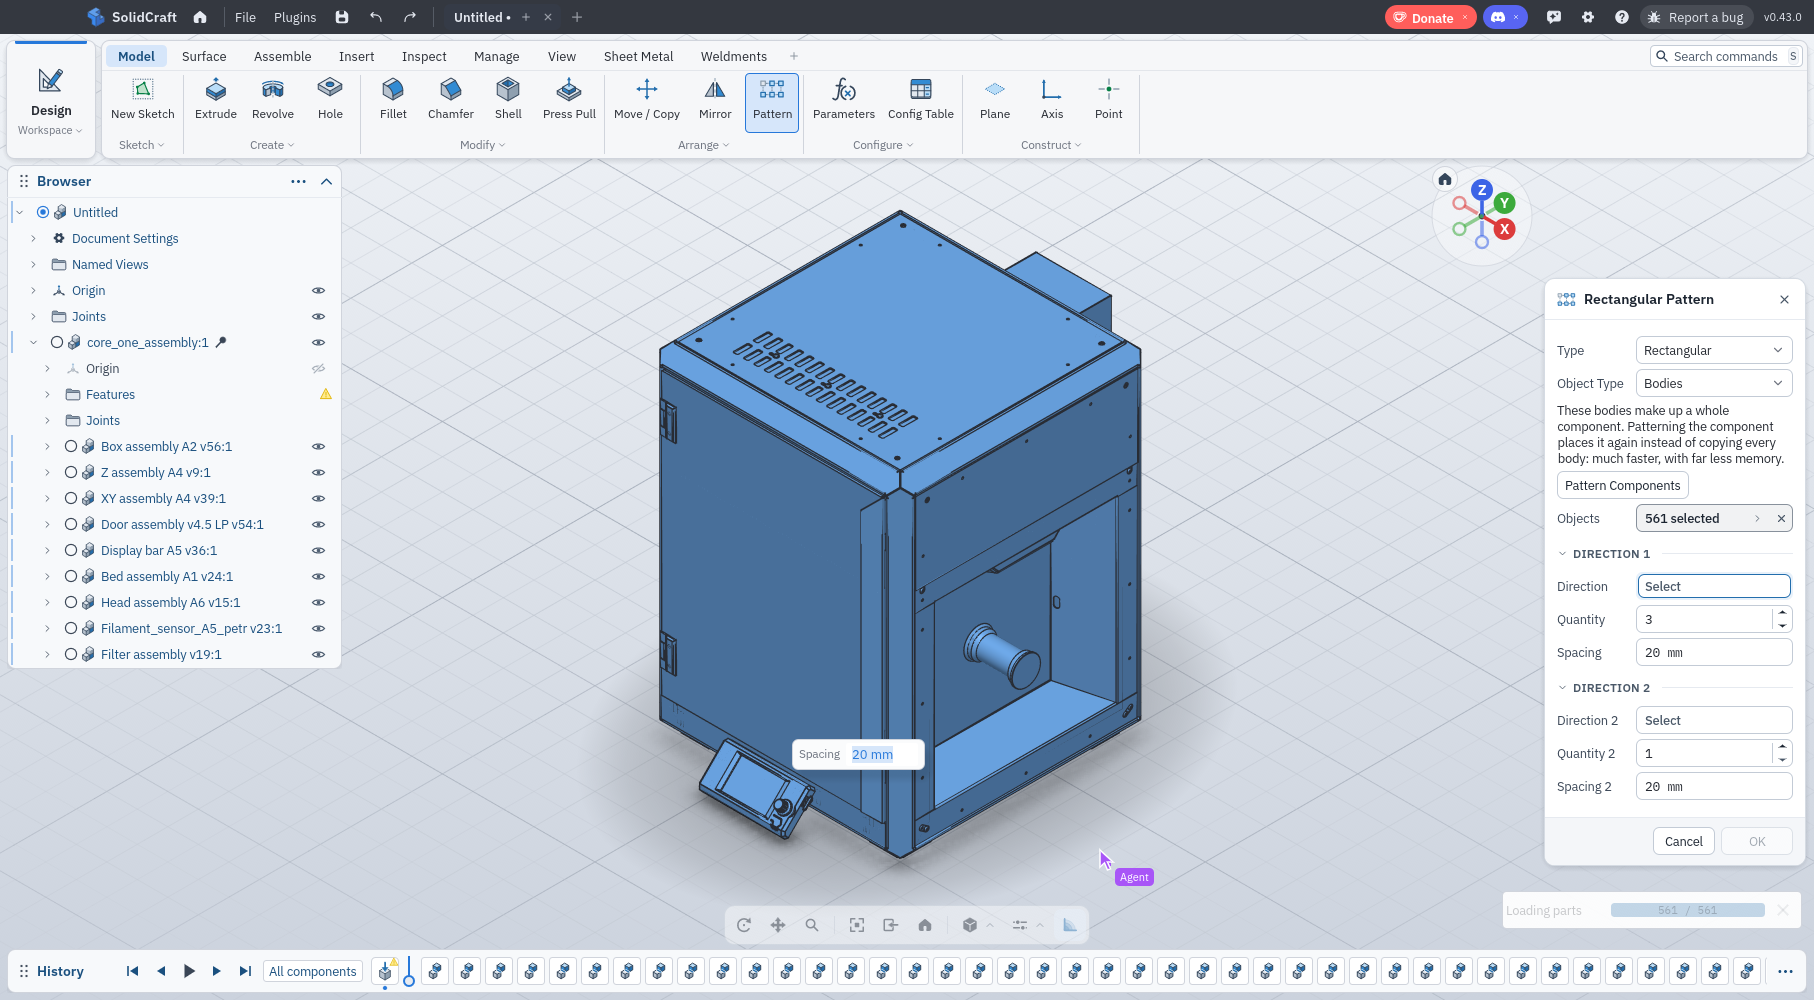 SolidCraft
File
Plugins
Untitled •
Donate
Report a bug
v0.43.0
Design
Workspace
Model
Surface
Assemble
Insert
Inspect
Manage
View
Sheet Metal
Weldments
Search commands
S
New Sketch
Extrude
Revolve
Hole
Fillet
Chamfer
Shell
Press Pull
Move / Copy
Mirror
Pattern
Parameters
Config Table
Plane
Axis
Point
Sketch
Create
Modify
Arrange
Configure
Construct
Browser
Untitled
Document Settings
Named Views
Origin
Joints
core_one_assembly:1
Origin
Features
Joints
Box assembly A2 v56:1
Z assembly A4 v9:1
XY assembly A4 v39:1
Door assembly v4.5 LP v54:1
Display bar A5 v36:1
Bed assembly A1 v24:1
Head assembly A6 v15:1
Filament_sensor_A5_petr v23:1
Filter assembly v19:1
Z
Y
X
Spacing 20 mm
Agent
Rectangular Pattern
Type
Rectangular
Object Type
Bodies
These bodies make up a whole
component. Patterning the component
places it again instead of copying every
body: much faster, with far less memory.
Pattern Components
Objects
561 selected
DIRECTION 1
Direction
Select
Quantity
3
Spacing
20 mm
DIRECTION 2
Direction 2
Select
Quantity 2
1
Spacing 2
20 mm
Cancel
OK
Loading parts
561 / 561
History
All components